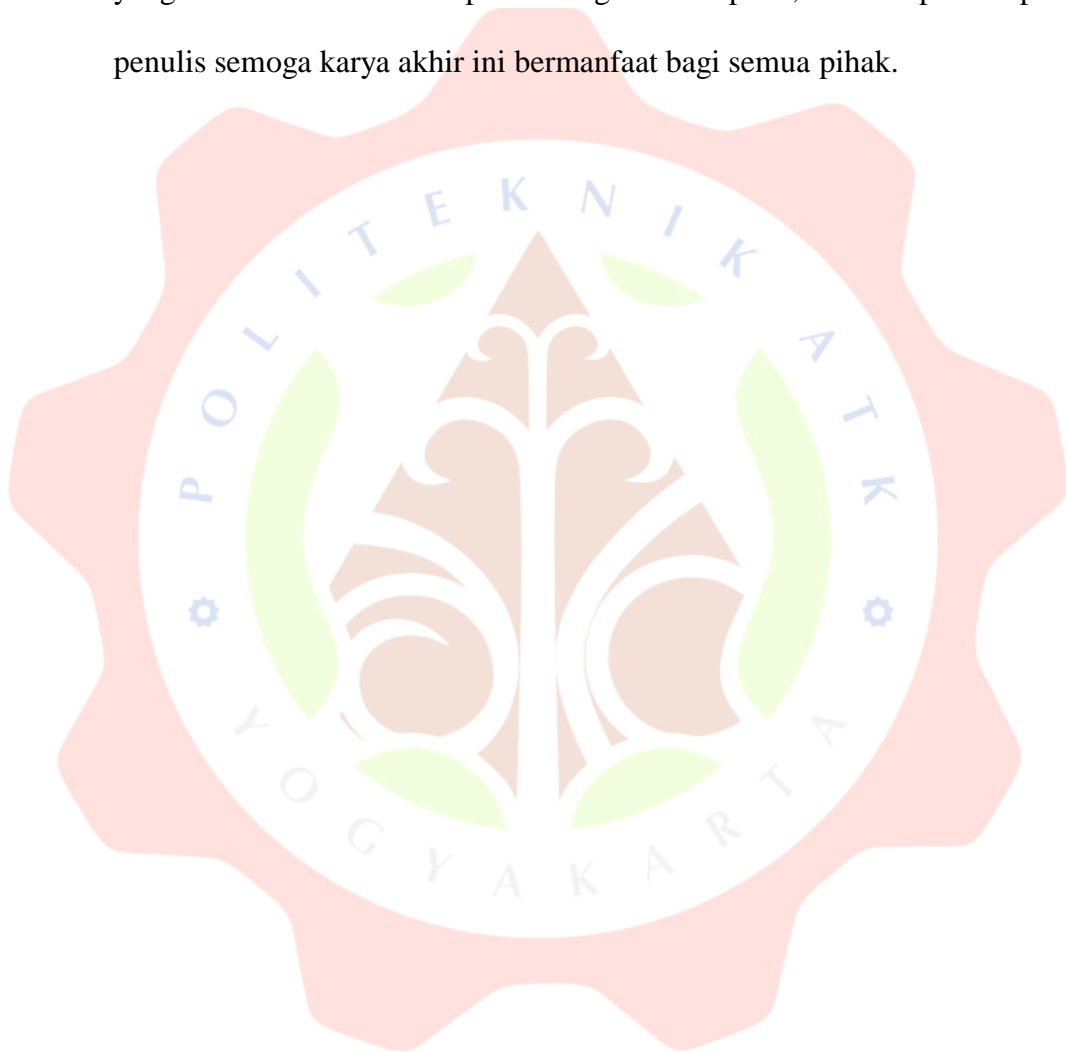 penulis semoga karya akhir ini bermanfaat bagi semua pihak.
POLITEKNIK ATK
YOGYAKARTA